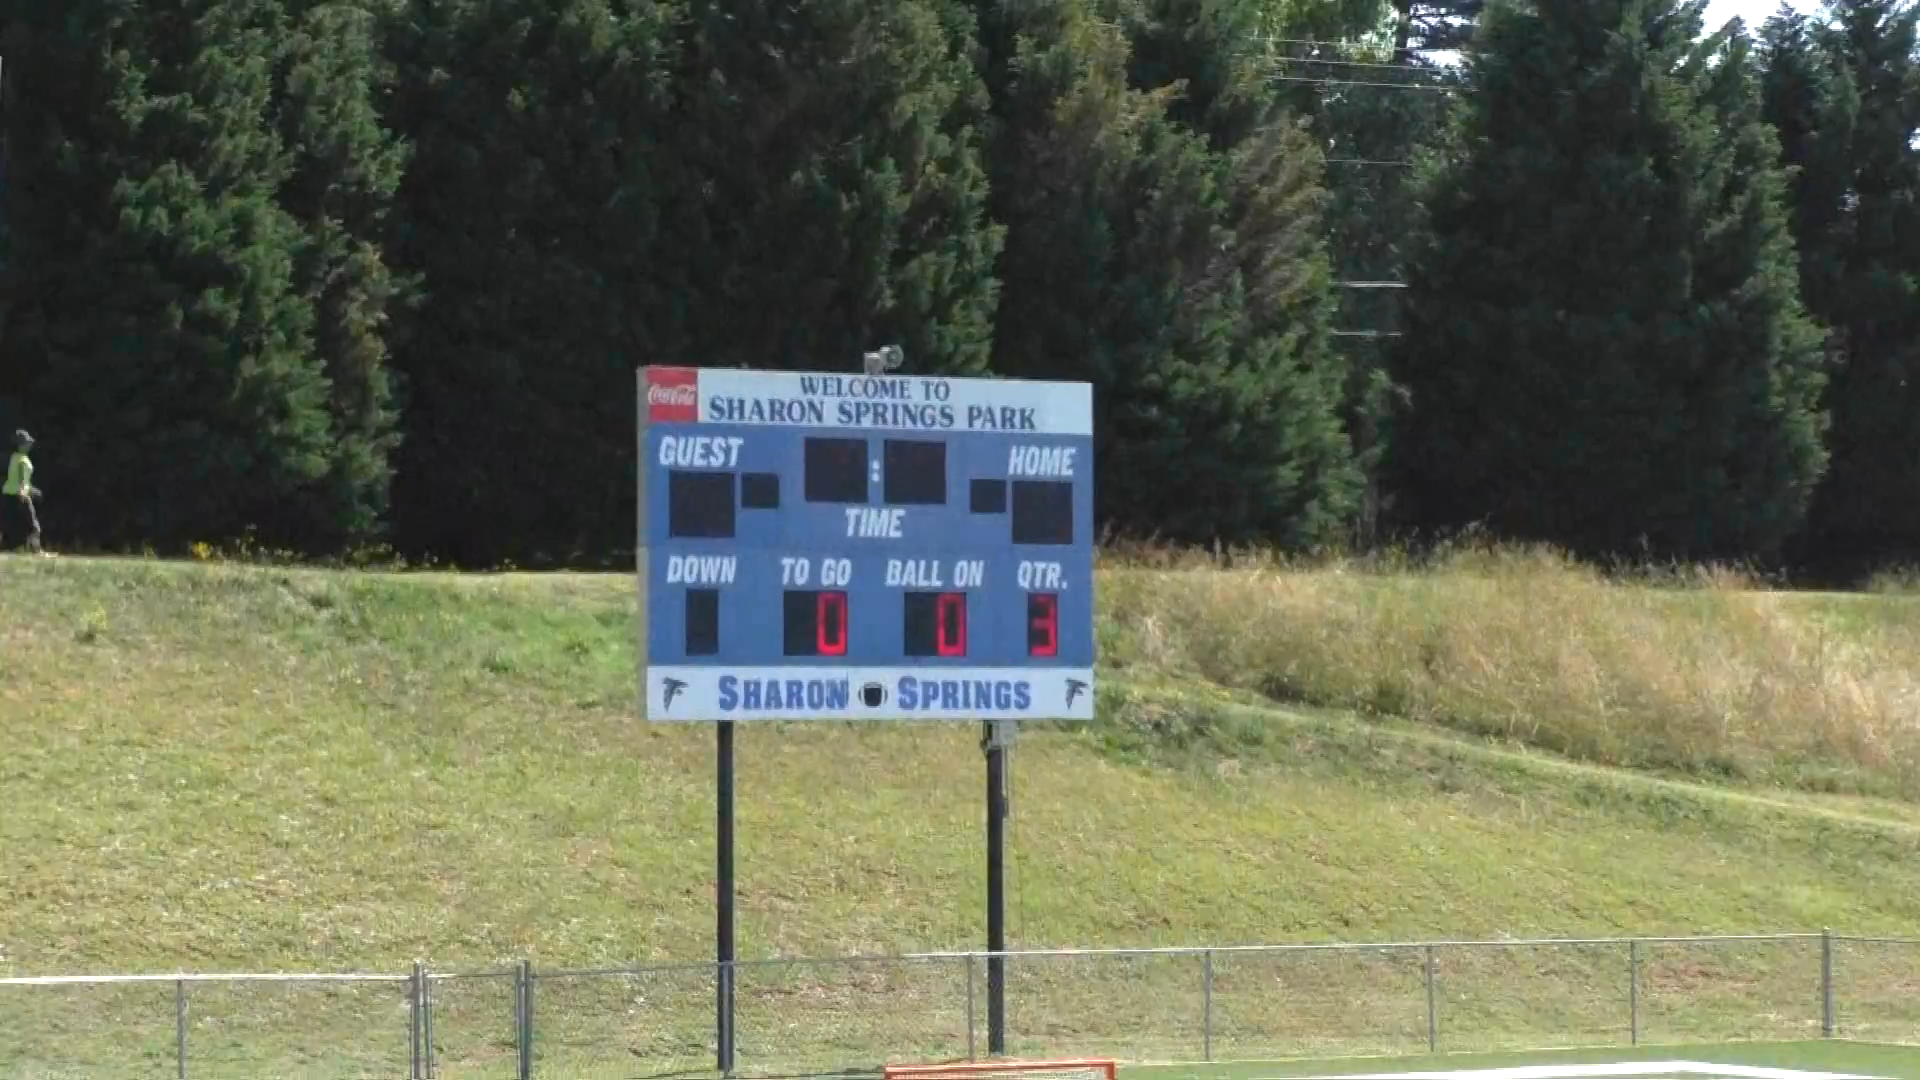 Coca-Cola
WELCOME TO
SHARON SPRINGS PARK
GUEST
HOME
:
TIME
DOWN TO GO BALL ON QTR.
0 0 3
SHARON SPRINGS